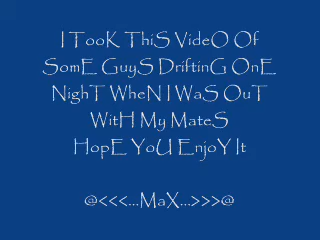 I TooK ThiS VideO Of
SomE GuyS DriftinG OnE
NighT WheN I WaS OuT
WitH My MateS
HopE YoU EnjoY It
@<<<...MaX...>>>@